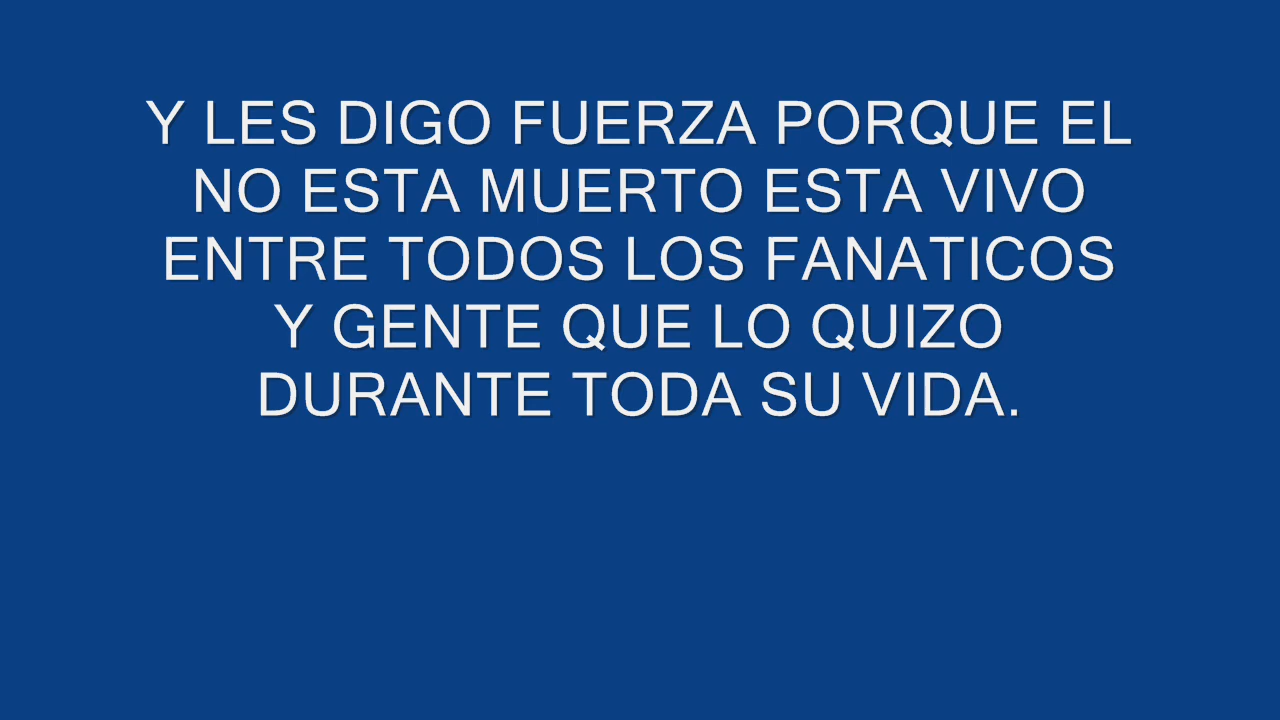 Y LES DIGO FUERZA PORQUE EL
NO ESTA MUERTO ESTA VIVO
ENTRE TODOS LOS FANATICOS
Y GENTE QUE LO QUIZO
DURANTE TODA SU VIDA.